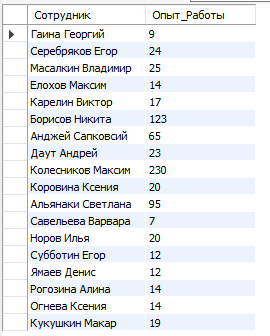 Сотрудник Опыт_Работы
Гаина Георгий 9
Серебряков Егор 24
Масалкин Владимир 25
Елохов Максим 14
Карелин Виктор 17
Борисов Никита 123
Анджей Сапковсий 65
Даут Андрей 23
Колесников Максим 230
Коровина Ксения 20
Альянаки Светлана 95
Савельева Варвара 7
Норов Илья 20
Субботин Егор 12
Ямаев Денис 12
Рогозина Алина 14
Огнева Ксения 14
Кукушкин Макар 19